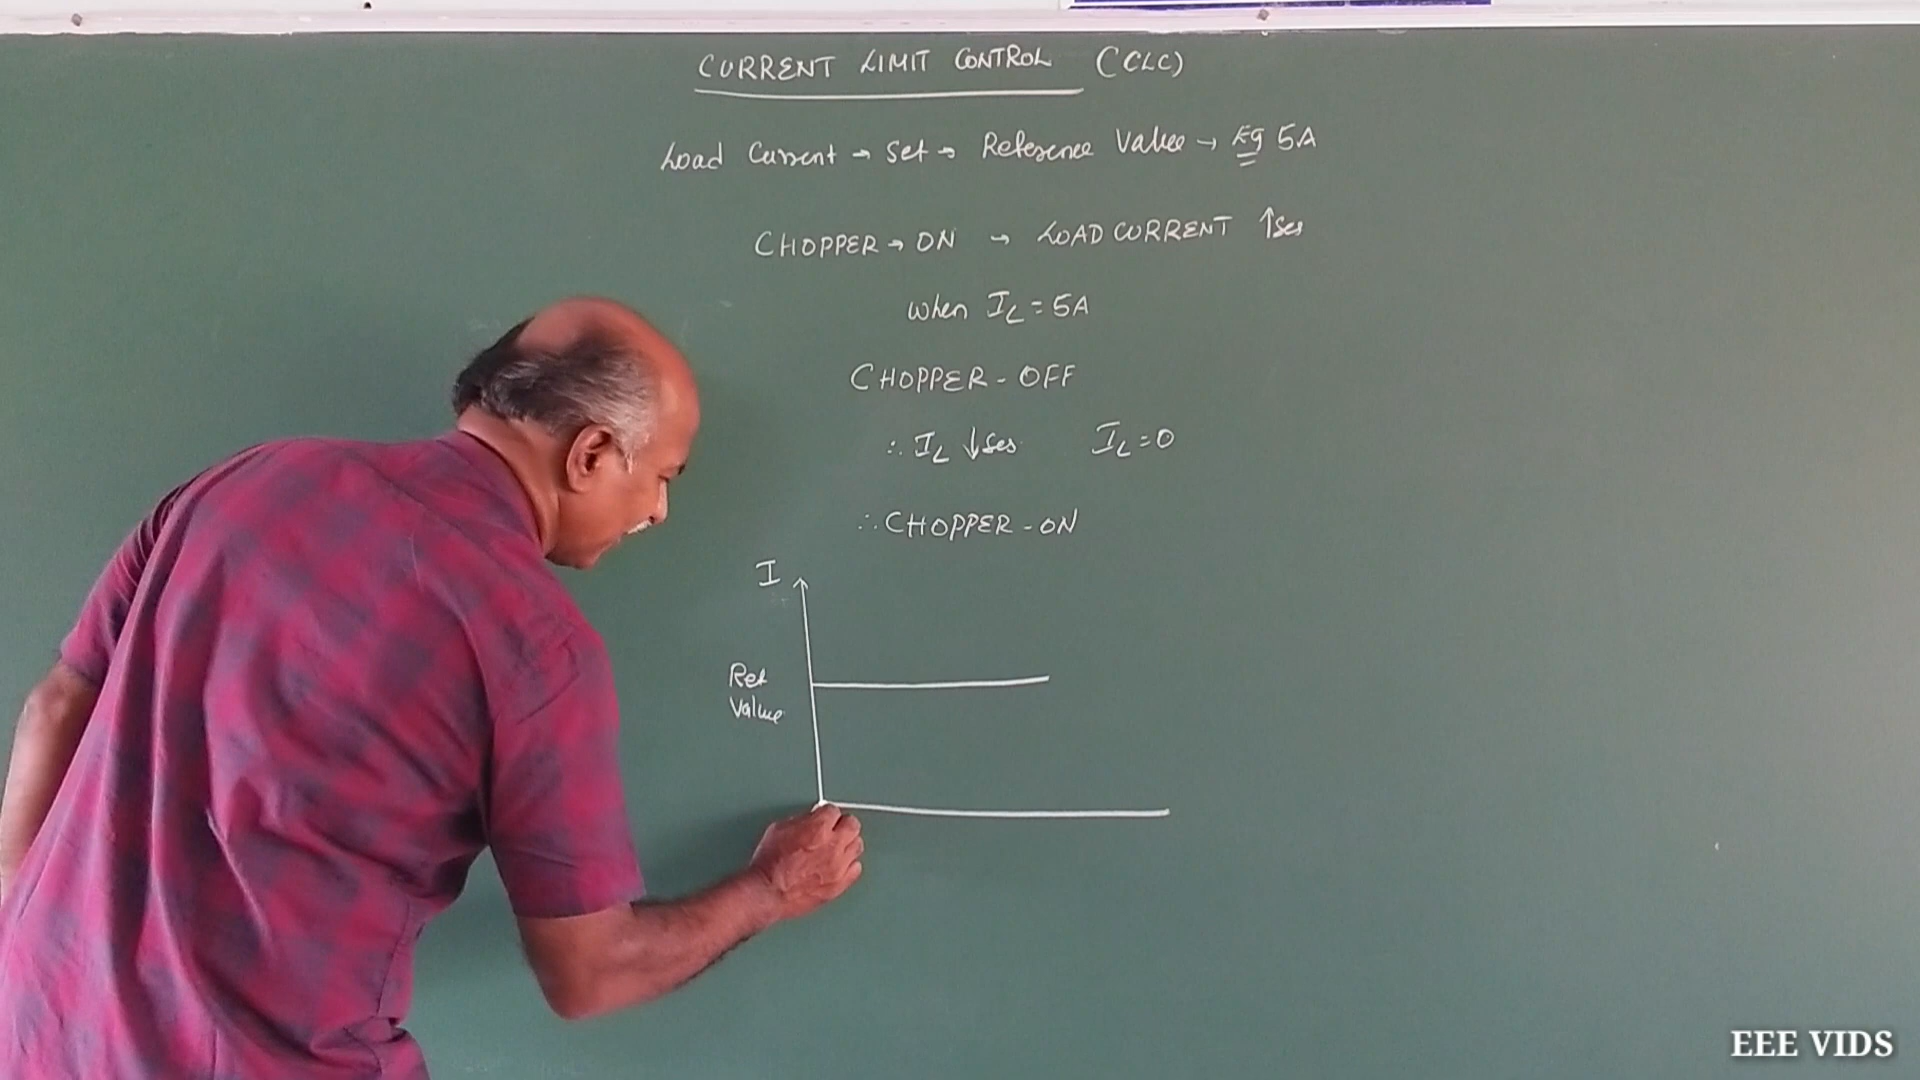 CURRENT LIMIT CONTROL (CLC)
Load Current → Set → Reference Value → Eg 5A
CHOPPER → ON → LOAD CURRENT ↑ses
when IL = 5A
CHOPPER - OFF
∴ IL ↓ses IL = 0
∴ CHOPPER - ON
I
Ref
Value
EEE VIDS